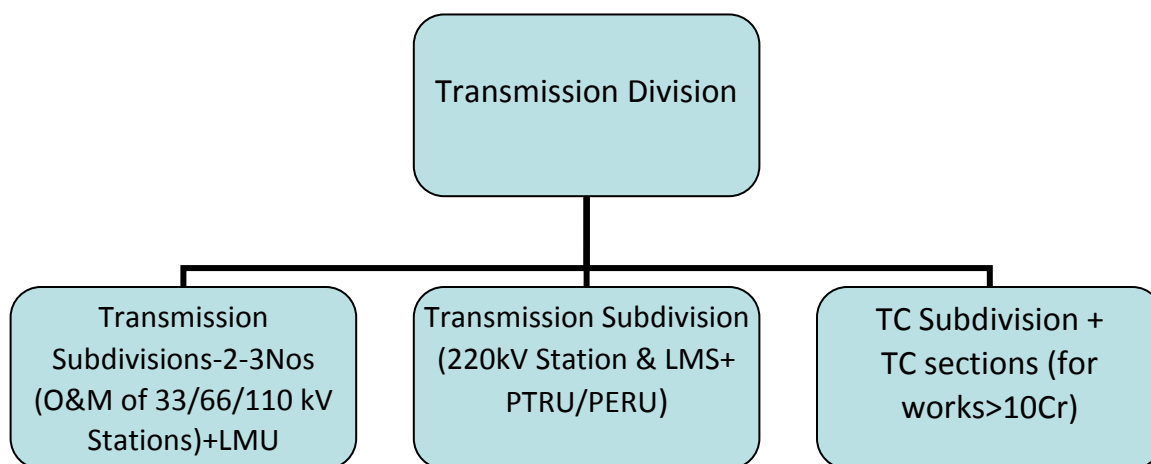 Transmission Division
Transmission
Subdivisions-2-3Nos
(O&M of 33/66/110 kV
Stations)+LMU
Transmission Subdivision
(220kV Station & LMS+
PTRU/PERU)
TC Subdivision +
TC sections (for
works>10Cr)